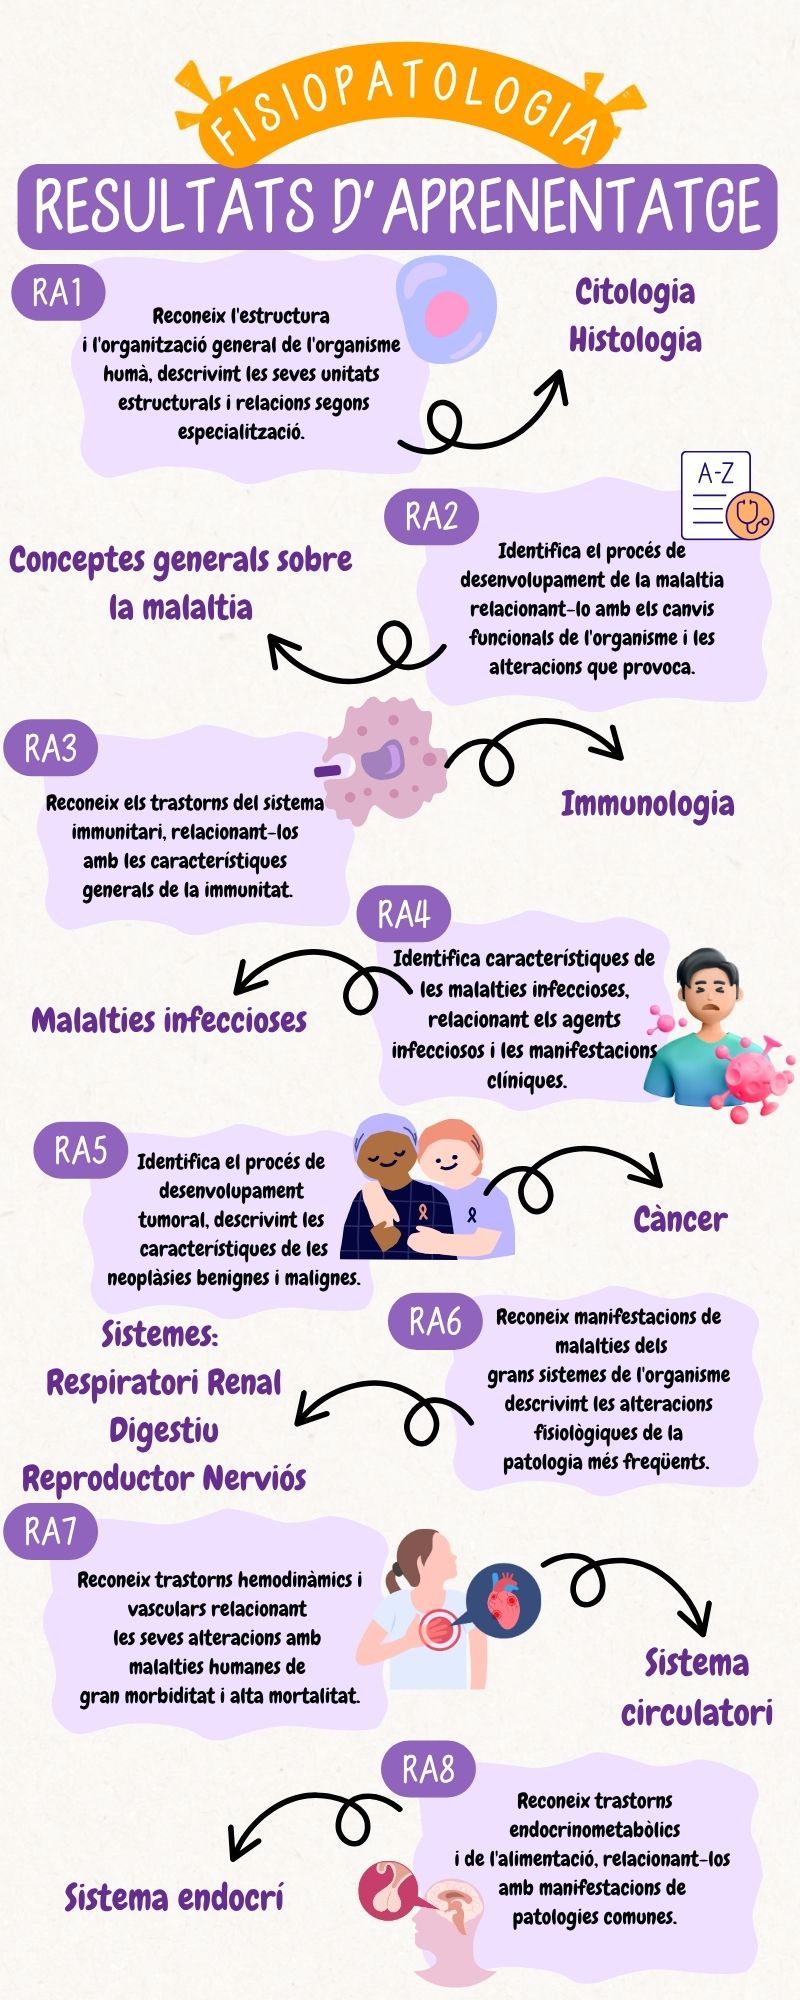 FISIOPATOLOGIA
RESULTATS D'APRENENTATGE
RA1
Reconeix l'estructura
i l'organització general de l'organisme
humà, descrivint les seves unitats
estructurals i relacions segons
especialització.
Citologia
Histologia
A-Z
RA2
Identifica el procés de
desenvolupament de la malaltia
relacionant-lo amb els canvis
funcionals de l'organisme i les
alteracions que provoca.
Conceptes generals sobre
la malaltia
RA3
Reconeix els trastorns del sistema
immunitari, relacionant-los
amb les característiques
generals de la immunitat.
Immunologia
RA4
Identifica característiques de
les malalties infeccioses,
relacionant els agents
infecciosos i les manifestacions
clíniques.
Malalties infeccioses
RA5
Identifica el procés de
desenvolupament
tumoral, descrivint les
característiques de les
neoplàsies benignes i malignes.
Càncer
RA6
Reconeix manifestacions de
malalties dels
grans sistemes de l'organisme
descrivint les alteracions
fisiològiques de la
patologia més freqüents.
Sistemes:
Respiratori Renal
Digestiu
Reproductor Nerviós
RA7
Reconeix trastorns hemodinàmics i
vasculars relacionant
les seves alteracions amb
malalties humanes de
gran morbiditat i alta mortalitat.
Sistema
circulatori
RA8
Reconeix trastorns
endocrinometabòlics
i de l'alimentació, relacionant-los
amb manifestacions de
patologies comunes.
Sistema endocrí